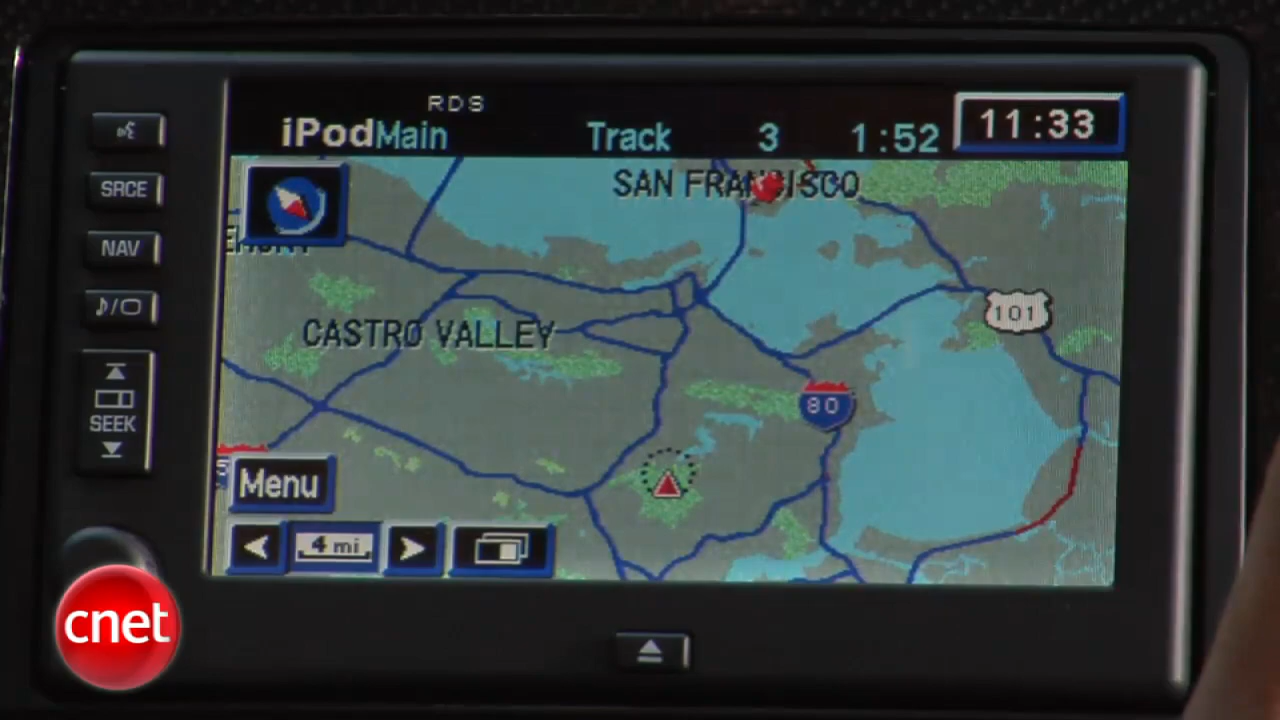 RDS
iPodMain Track 3 1:52 11:33
SAN FRANCISCO
SRCE
NAV
101
CASTRO VALLEY
80
SEEK
Menu
4 mi
cnet